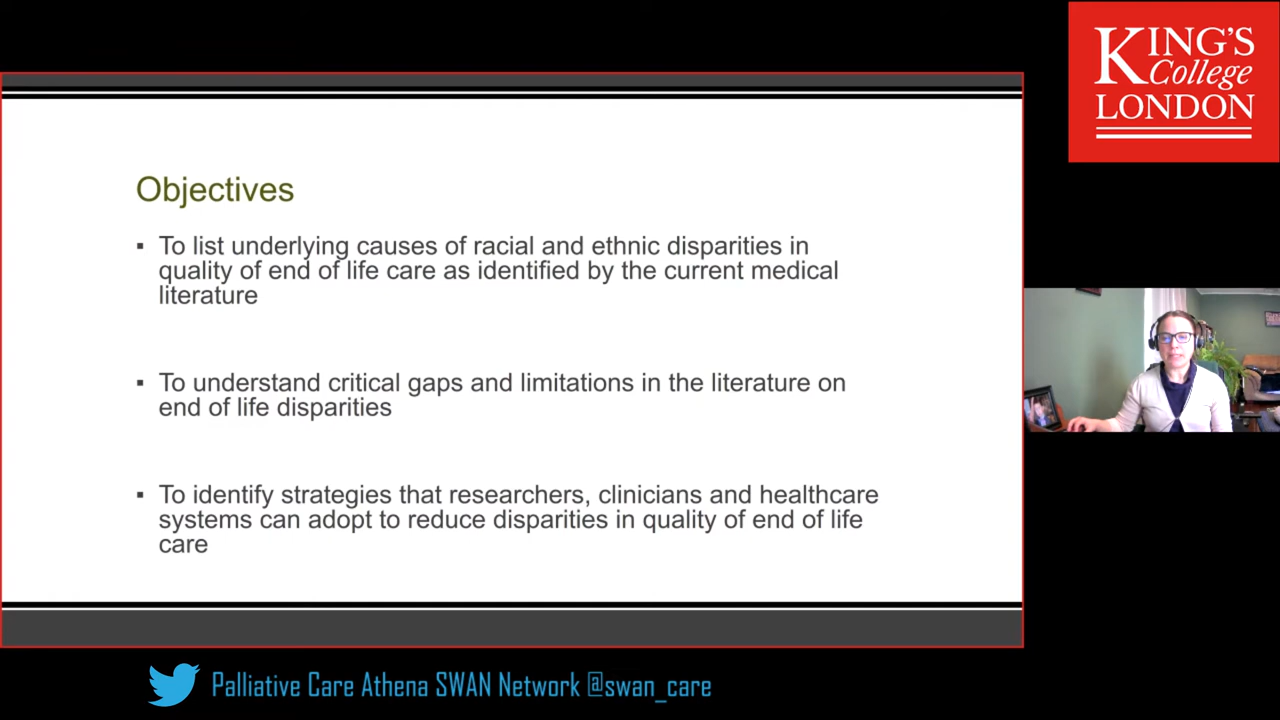 KING'S
College
LONDON
Objectives
▪ To list underlying causes of racial and ethnic disparities in
quality of end of life care as identified by the current medical
literature
▪ To understand critical gaps and limitations in the literature on
end of life disparities
▪ To identify strategies that researchers, clinicians and healthcare
systems can adopt to reduce disparities in quality of end of life
care
Palliative Care Athena SWAN Network @swan_care